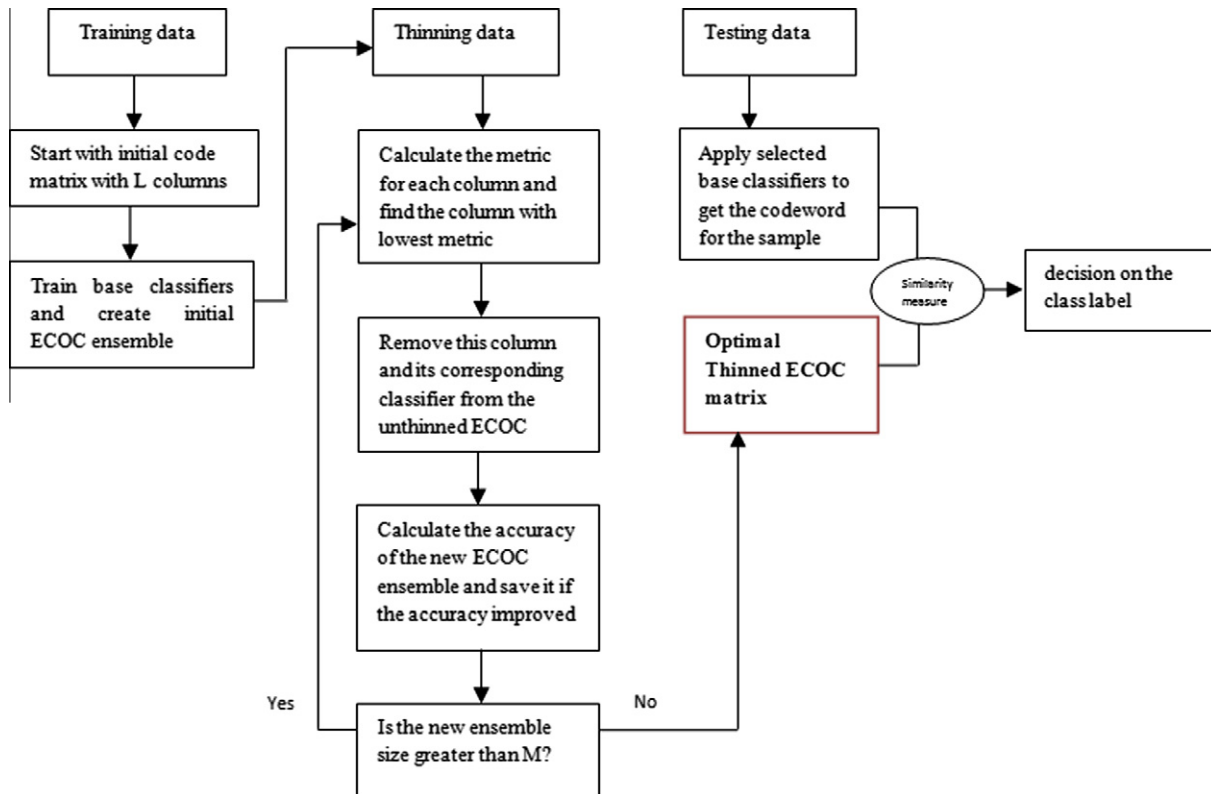 Training data
Start with initial code
matrix with L columns
Train base classifiers
and create initial
ECOC ensemble
Thinning data
Calculate the metric
for each column and
find the column with
lowest metric
Remove this column
and its corresponding
classifier from the
unthinned ECOC
Calculate the accuracy
of the new ECOC
ensemble and save it if
the accuracy improved
Yes
No
Is the new ensemble
size greater than M?
Testing data
Apply selected
base classifiers to
get the codeword
for the sample
Optimal
Thinned ECOC
matrix
Similarity
measure
decision on the
class label